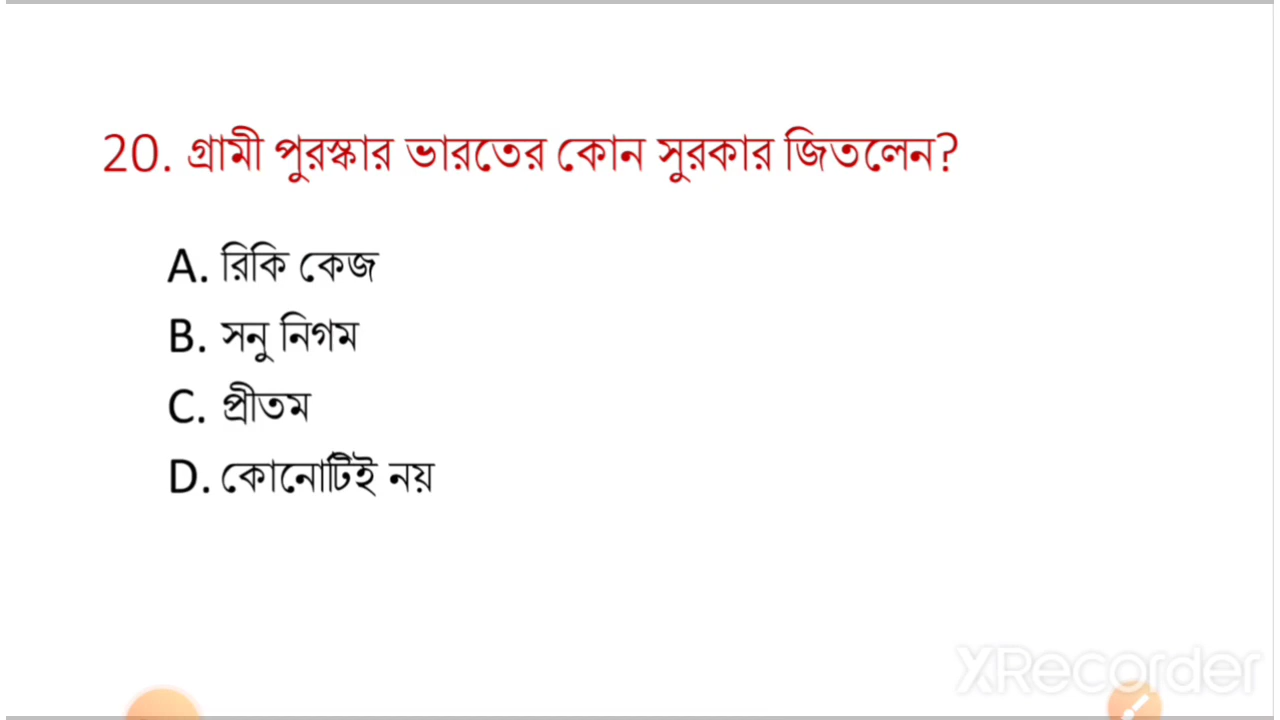 20. গ্রামী পুরস্কার ভারতের কোন সুরকার জিতলেন?
A. রিকি কেজ
B. সনু নিগম
C. প্রীতম
D. কোনোটিই নয়
XRecorder